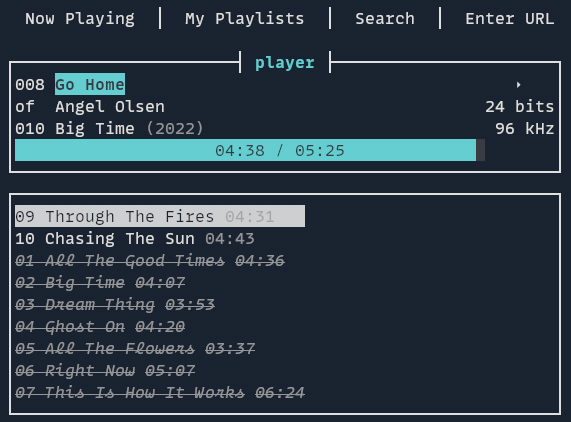 Now Playing │ My Playlists │ Search │ Enter URL
player
008 Go Home
of Angel Olsen 24 bits
010 Big Time (2022) 96 kHz
04:38 / 05:25
09 Through The Fires 04:31
10 Chasing The Sun 04:43
01 All The Good Times 04:36
02 Big Time 04:07
03 Dream Thing 03:53
04 Ghost On 04:20
05 All The Flowers 03:37
06 Right Now 05:07
07 This Is How It Works 06:24